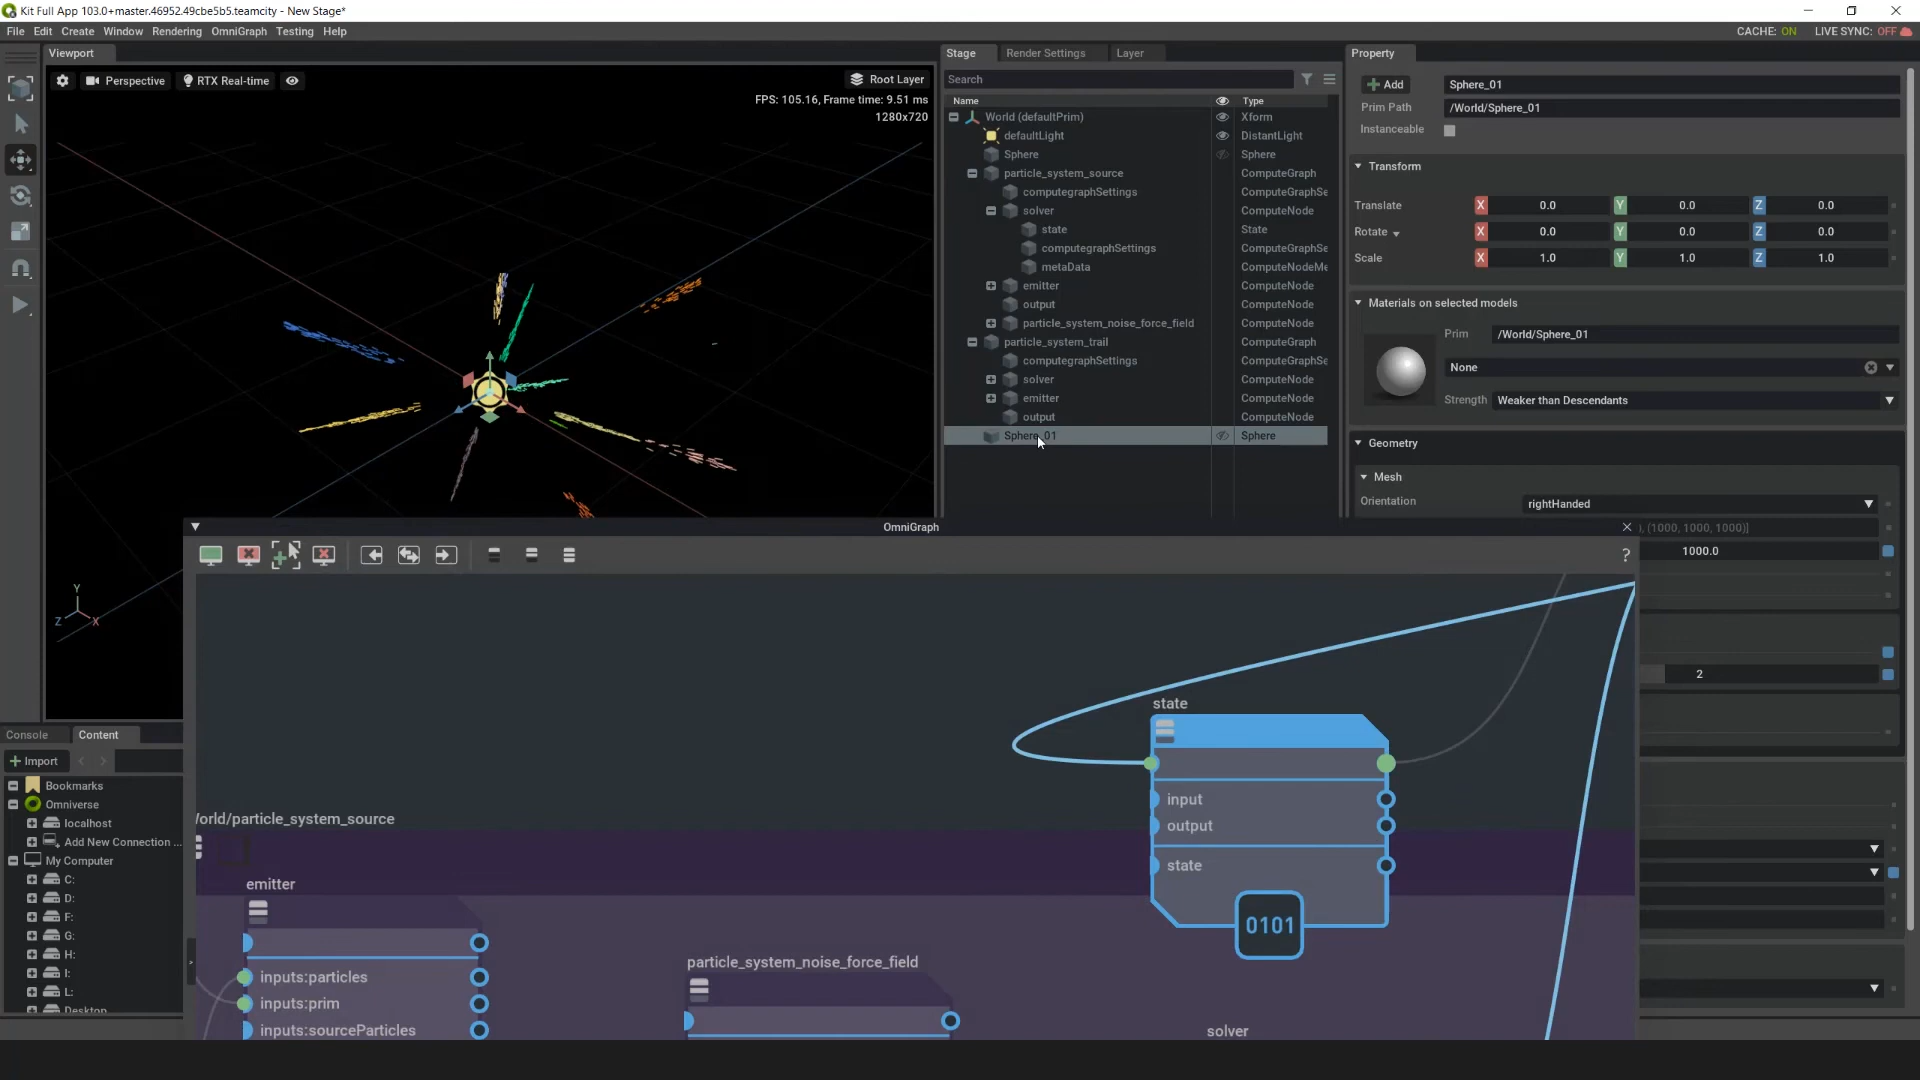 Kit Full App 103.0+master.46952.49cbe5b5.teamcity - New Stage*
File Edit Create Window Rendering OmniGraph Testing Help
CACHE: ON LIVE SYNC: OFF
Viewport
Perspective RTX Real-time
Root Layer
FPS: 105.16, Frame time: 9.51 ms
1280x720
Y
Z X
Stage Render Settings Layer
Search
Name Type
World (defaultPrim) Xform
defaultLight DistantLight
Sphere Sphere
particle_system_source ComputeGraph
computegraphSettings ComputeGraphSe
solver ComputeNode
state State
computegraphSettings ComputeGraphSe
metaData ComputeNodeMe
emitter ComputeNode
output ComputeNode
particle_system_noise_force_field ComputeNode
particle_system_trail ComputeGraph
computegraphSettings ComputeGraphSe
solver ComputeNode
emitter ComputeNode
output ComputeNode
Sphere_01 Sphere
Property
Add Sphere_01
Prim Path /World/Sphere_01
Instanceable
Transform
Translate X 0.0 Y 0.0 Z 0.0
Rotate X 0.0 Y 0.0 Z 0.0
Scale X 1.0 Y 1.0 Z 1.0
Materials on selected models
Prim /World/Sphere_01
None
Strength Weaker than Descendants
Geometry
Mesh
Orientation rightHanded
), (1000, 1000, 1000)]
1000.0
2
OmniGraph
?
state
input
output
state
0101
/orld/particle_system_source
emitter
inputs:particles
inputs:prim
inputs:sourceParticles
particle_system_noise_force_field
solver
Console Content
Import
Bookmarks
Omniverse
localhost
Add New Connection ...
My Computer
C:
D:
F:
G:
H:
I:
L:
Desktop